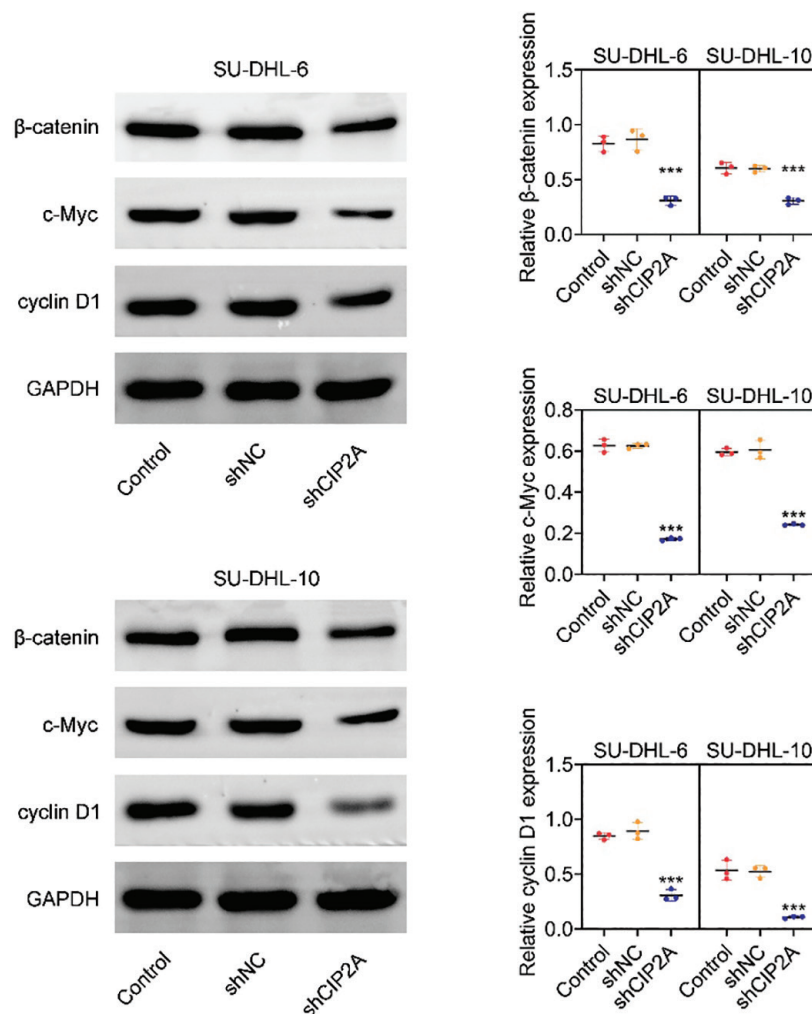 SU-DHL-6
β-catenin
c-Myc
cyclin D1
GAPDH
Control
shNC
shCIP2A
SU-DHL-10
β-catenin
c-Myc
cyclin D1
GAPDH
Control
shNC
shCIP2A
SU-DHL-6 SU-DHL-10
Relative β-catenin expression
1.5
1.0
0.5
0.0
*** ***
Control shNC shCIP2A Control shNC shCIP2A
SU-DHL-6 SU-DHL-10
Relative c-Myc expression
0.8
0.6
0.4
0.2
0.0
*** ***
Control shNC shCIP2A Control shNC shCIP2A
SU-DHL-6 SU-DHL-10
Relative cyclin D1 expression
1.5
1.0
0.5
0.0
*** ***
Control shNC shCIP2A Control shNC shCIP2A